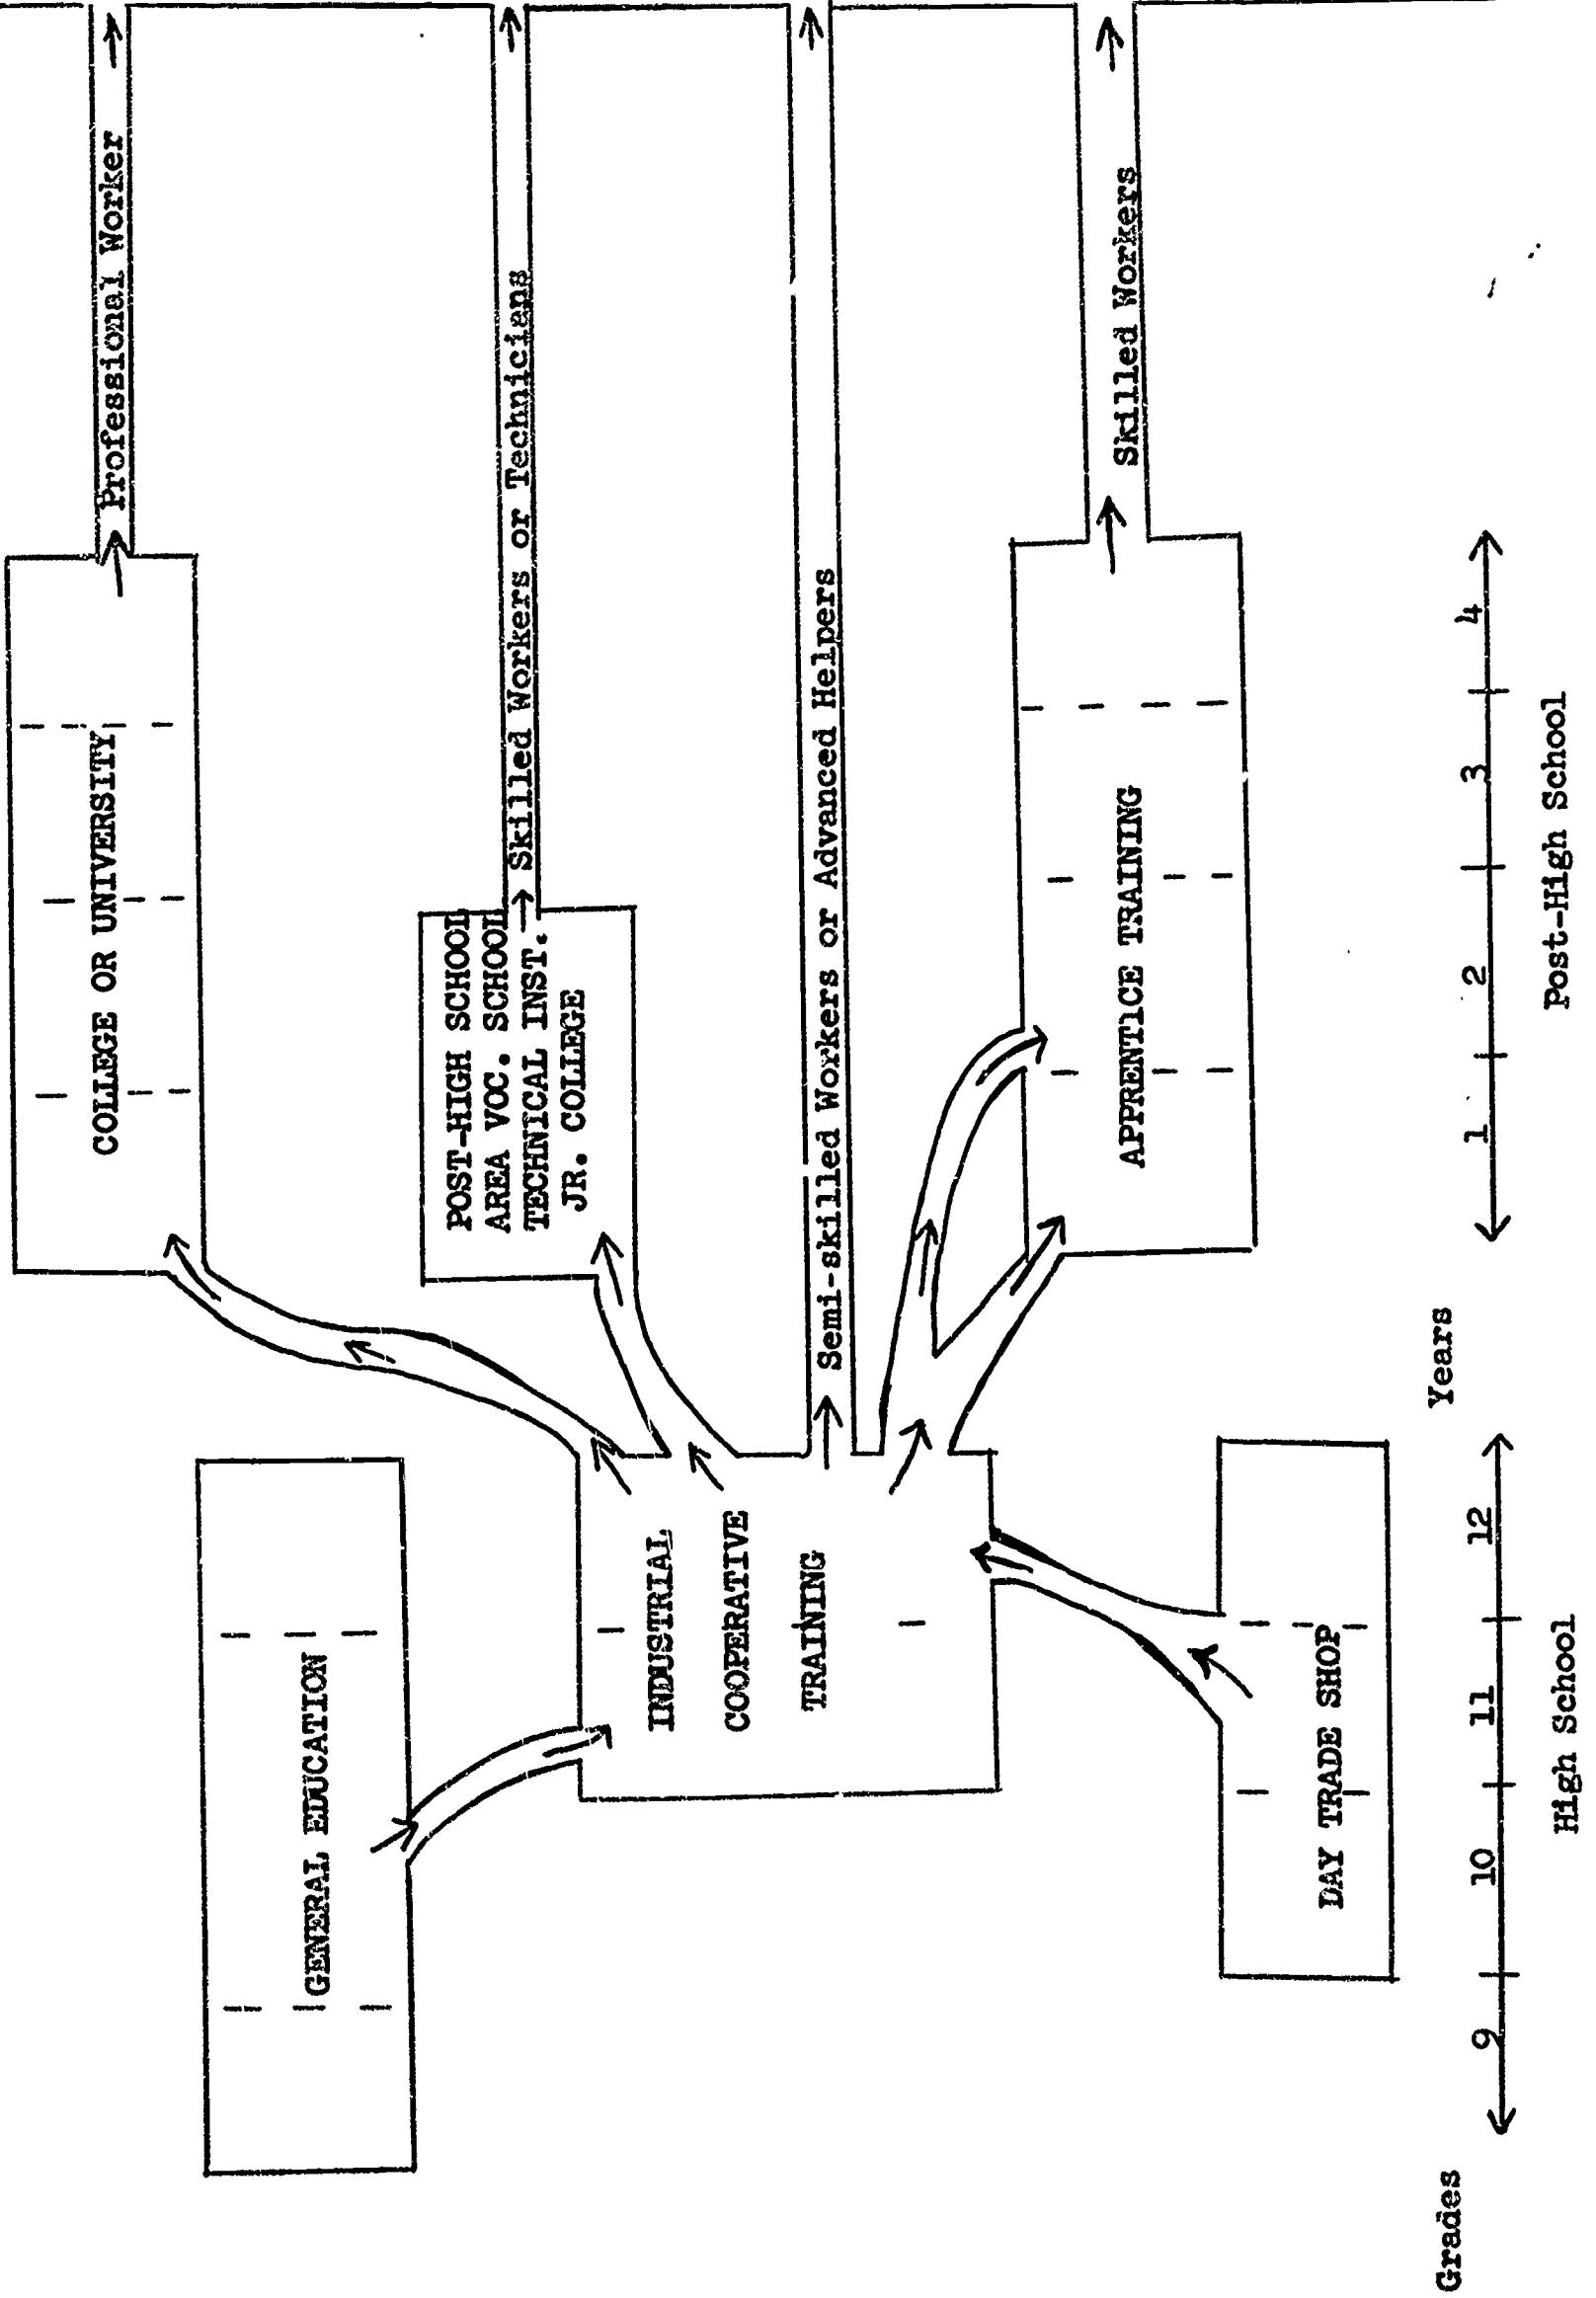 COLLEGE OR UNIVERSITY
Professional Worker
GENERAL EDUCATION
POST-HIGH SCHOOL
AREA VOC. SCHOOL
TECHNICAL INST.
JR. COLLEGE
Skilled Workers or Technicians
INDUSTRIAL
COOPERATIVE
TRAINING
Semi-skilled Workers or Advanced Helpers
APPRENTICE TRAINING
Skilled Workers
DAY TRADE SHOP
Grades
9 10 11 12
High School
Years
1 2 3 4
Post-High School